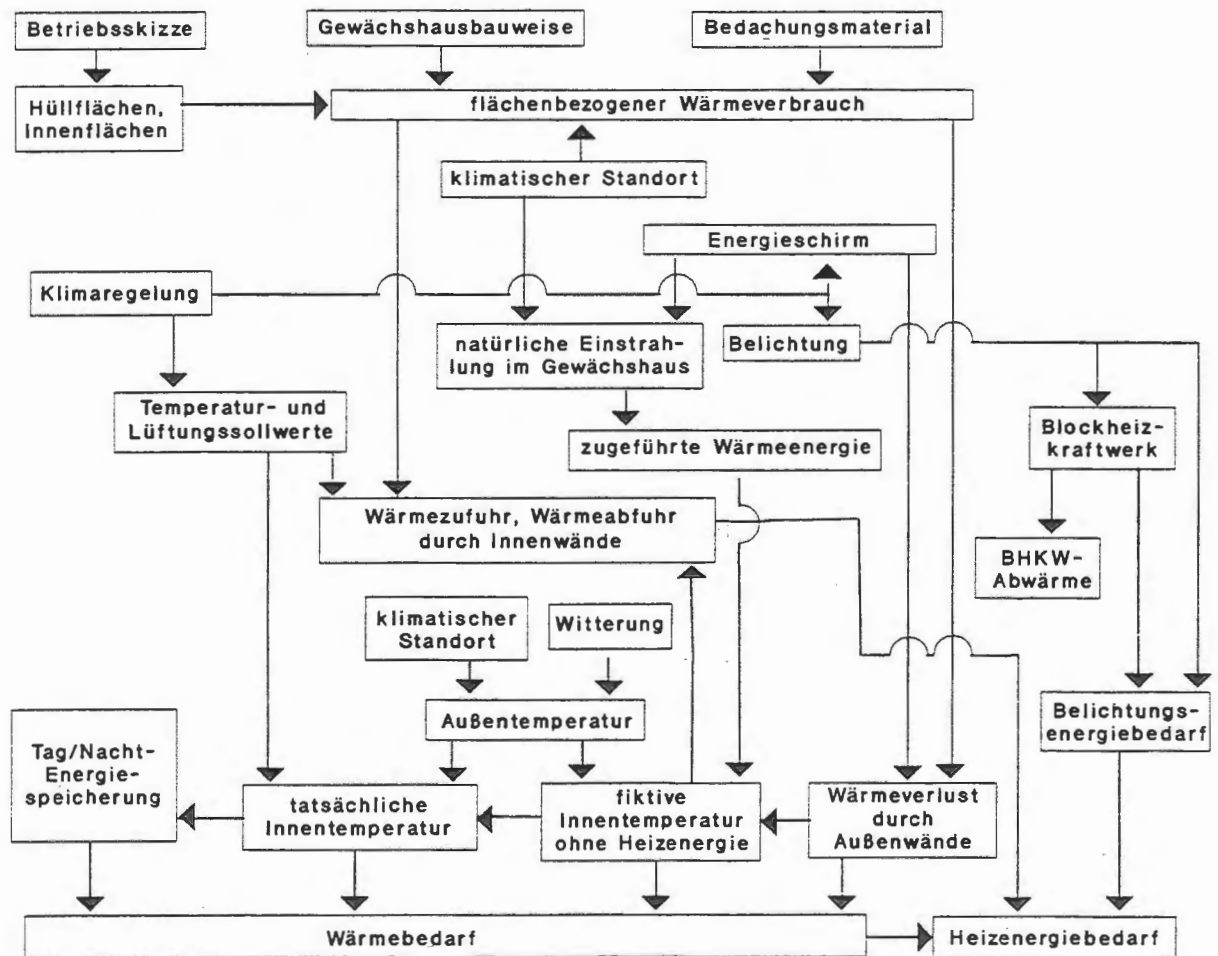 Betriebsskizze
Gewächshausbauweise
Bedachungsmaterial
Hüllflächen,
Innenflächen
flächenbezogener Wärmeverbrauch
klimatischer Standort
Energieschirm
Klimaregelung
natürliche Einstrah-
lung im Gewächshaus
Belichtung
Temperatur- und
Lüftungssollwerte
zugeführte Wärmeenergie
Blockheiz-
kraftwerk
Wärmezufuhr, Wärmeabfuhr
durch Innenwände
BHKW-
Abwärme
klimatischer
Standort
Witterung
Außentemperatur
Belichtungs-
energiebedarf
Tag/Nacht-
Energie-
speicherung
tatsächliche
Innentemperatur
fiktive
Innentemperatur
ohne Heizenergie
Wärmeverlust
durch
Außenwände
Wärmebedarf
Heizenergiebedarf